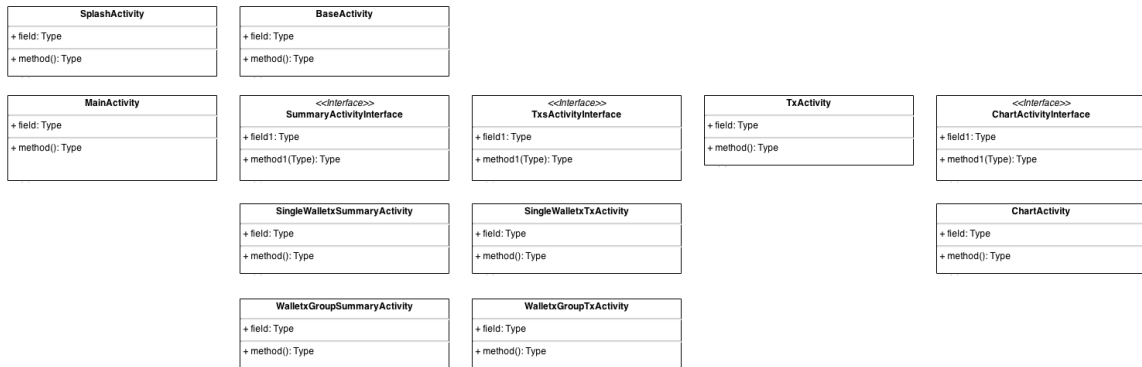 SplashActivity
+ field: Type
+ method(): Type
BaseActivity
+ field: Type
+ method(): Type
MainActivity
+ field: Type
+ method(): Type
<<Interface>>
SummaryActivityInterface
+ field1: Type
+ method1(Type): Type
<<Interface>>
TxsActivityInterface
+ field1: Type
+ method1(Type): Type
TxActivity
+ field: Type
+ method(): Type
<<Interface>>
ChartActivityInterface
+ field1: Type
+ method1(Type): Type
SingleWalletxSummaryActivity
+ field: Type
+ method(): Type
SingleWalletxTxActivity
+ field: Type
+ method(): Type
ChartActivity
+ field: Type
+ method(): Type
WalletxGroupSummaryActivity
+ field: Type
+ method(): Type
WalletxGroupTxActivity
+ field: Type
+ method(): Type